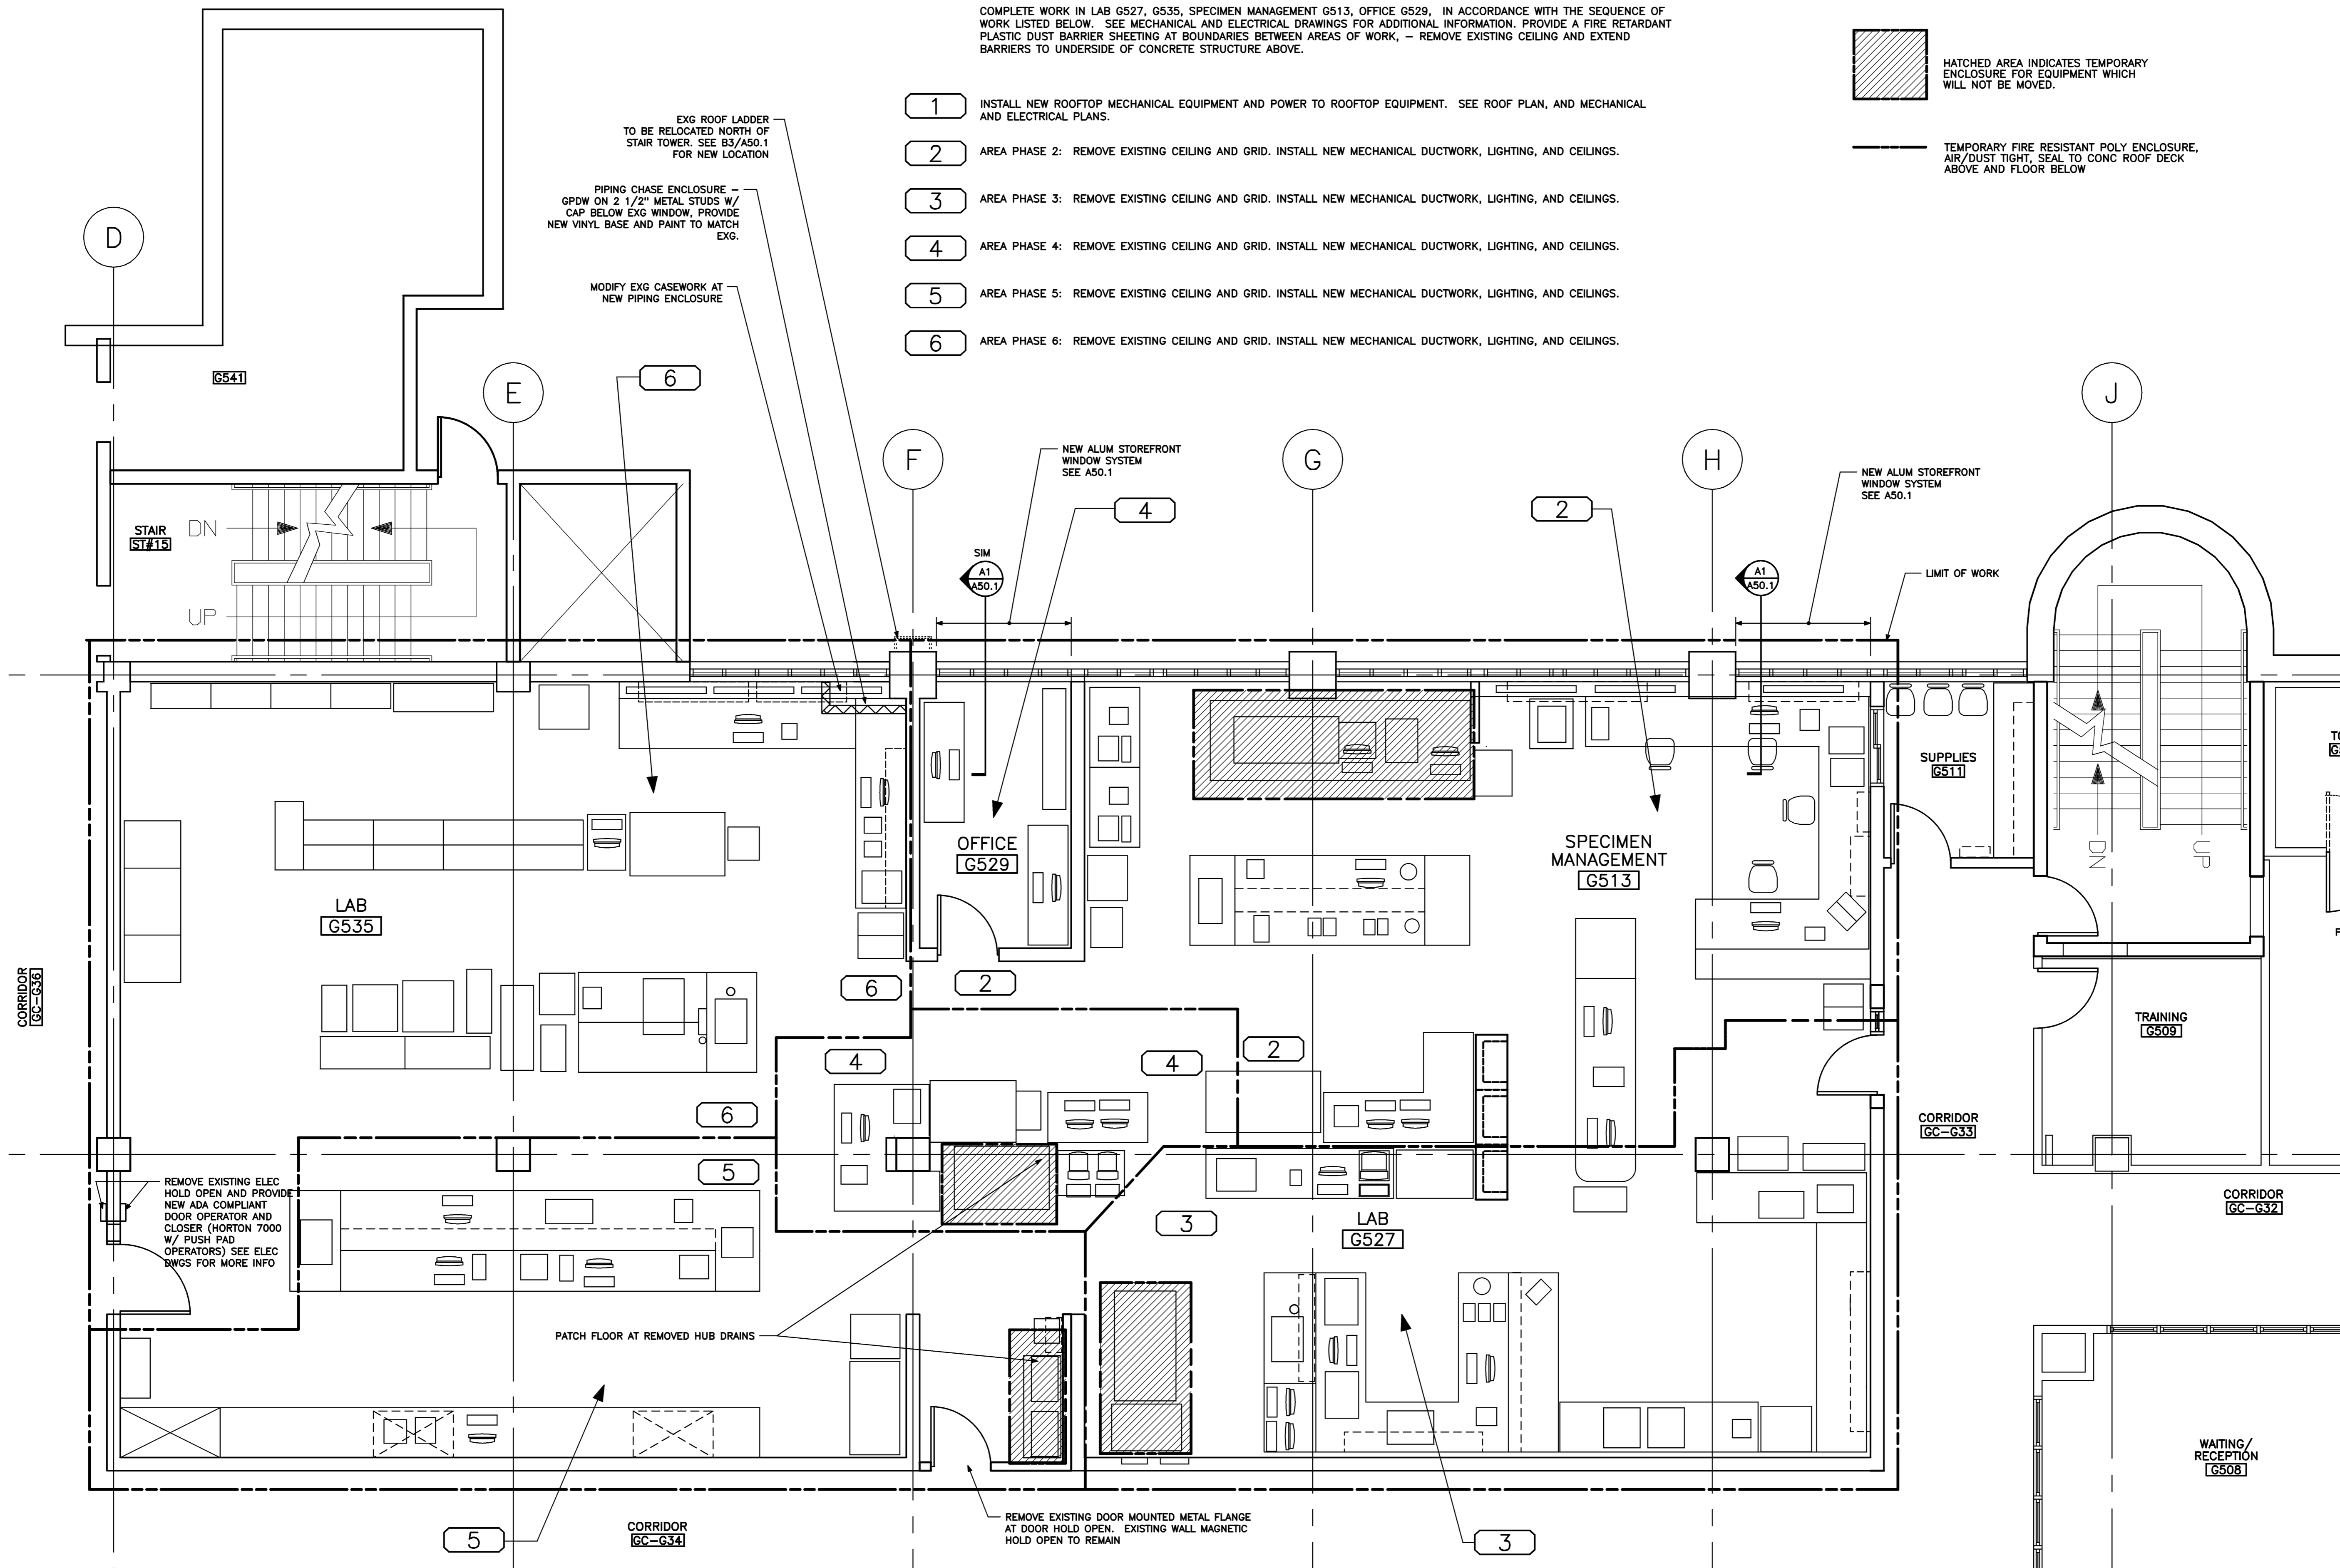 COMPLETE WORK IN LAB G527, G535, SPECIMEN MANAGEMENT G513, OFFICE G529, IN ACCORDANCE WITH THE SEQUENCE OF
WORK LISTED BELOW. SEE MECHANICAL AND ELECTRICAL DRAWINGS FOR ADDITIONAL INFORMATION. PROVIDE A FIRE RETARDANT
PLASTIC DUST BARRIER SHEETING AT BOUNDARIES BETWEEN AREAS OF WORK, – REMOVE EXISTING CEILING AND EXTEND
BARRIERS TO UNDERSIDE OF CONCRETE STRUCTURE ABOVE.
1 INSTALL NEW ROOFTOP MECHANICAL EQUIPMENT AND POWER TO ROOFTOP EQUIPMENT. SEE ROOF PLAN, AND MECHANICAL
AND ELECTRICAL PLANS.
2 AREA PHASE 2: REMOVE EXISTING CEILING AND GRID. INSTALL NEW MECHANICAL DUCTWORK, LIGHTING, AND CEILINGS.
3 AREA PHASE 3: REMOVE EXISTING CEILING AND GRID. INSTALL NEW MECHANICAL DUCTWORK, LIGHTING, AND CEILINGS.
4 AREA PHASE 4: REMOVE EXISTING CEILING AND GRID. INSTALL NEW MECHANICAL DUCTWORK, LIGHTING, AND CEILINGS.
5 AREA PHASE 5: REMOVE EXISTING CEILING AND GRID. INSTALL NEW MECHANICAL DUCTWORK, LIGHTING, AND CEILINGS.
6 AREA PHASE 6: REMOVE EXISTING CEILING AND GRID. INSTALL NEW MECHANICAL DUCTWORK, LIGHTING, AND CEILINGS.
HATCHED AREA INDICATES TEMPORARY
ENCLOSURE FOR EQUIPMENT WHICH
WILL NOT BE MOVED.
TEMPORARY FIRE RESISTANT POLY ENCLOSURE,
AIR/DUST TIGHT, SEAL TO CONC ROOF DECK
ABOVE AND FLOOR BELOW
EXG ROOF LADDER
TO BE RELOCATED NORTH OF
STAIR TOWER. SEE B3/A50.1
FOR NEW LOCATION
PIPING CHASE ENCLOSURE –
GPDW ON 2 1/2" METAL STUDS W/
CAP BELOW EXG WINDOW, PROVIDE
NEW VINYL BASE AND PAINT TO MATCH
EXG.
MODIFY EXG CASEWORK AT
NEW PIPING ENCLOSURE
D
E
F
G
H
J
G541
6
NEW ALUM STOREFRONT
WINDOW SYSTEM
SEE A50.1
4
2
NEW ALUM STOREFRONT
WINDOW SYSTEM
SEE A50.1
STAIR
ST#15
DN
UP
SIM
A1
A50.1
A1
A50.1
LIMIT OF WORK
SUPPLIES
G511
DN
UP
OFFICE
G529
SPECIMEN
MANAGEMENT
G513
LAB
G535
CORRIDOR
GC–G36
6
2
4
4
2
6
5
TRAINING
G509
CORRIDOR
GC–G33
CORRIDOR
GC–G32
REMOVE EXISTING ELEC
HOLD OPEN AND PROVIDE
NEW ADA COMPLIANT
DOOR OPERATOR AND
CLOSER (HORTON 7000
W/ PUSH PAD
OPERATORS) SEE ELEC
DWGS FOR MORE INFO
3
LAB
G527
PATCH FLOOR AT REMOVED HUB DRAINS
WAITING/
RECEPTION
G508
5
CORRIDOR
GC–G34
REMOVE EXISTING DOOR MOUNTED METAL FLANGE
AT DOOR HOLD OPEN. EXISTING WALL MAGNETIC
HOLD OPEN TO REMAIN
3